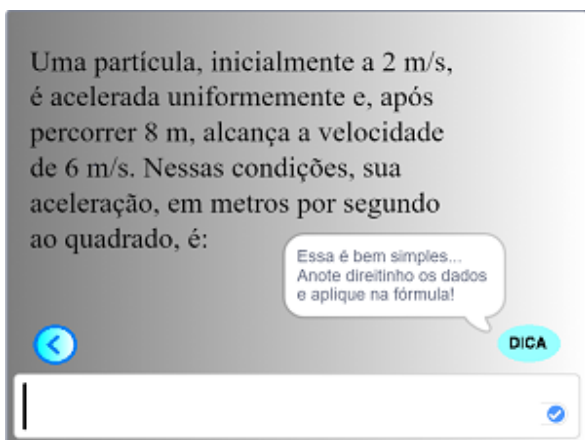 Uma partícula, inicialmente a 2 m/s,
é acelerada uniformemente e, após
percorrer 8 m, alcança a velocidade
de 6 m/s. Nessas condições, sua
aceleração, em metros por segundo
ao quadrado, é:
Essa é bem simples...
Anote direitinho os dados
e aplique na fórmula!
DICA